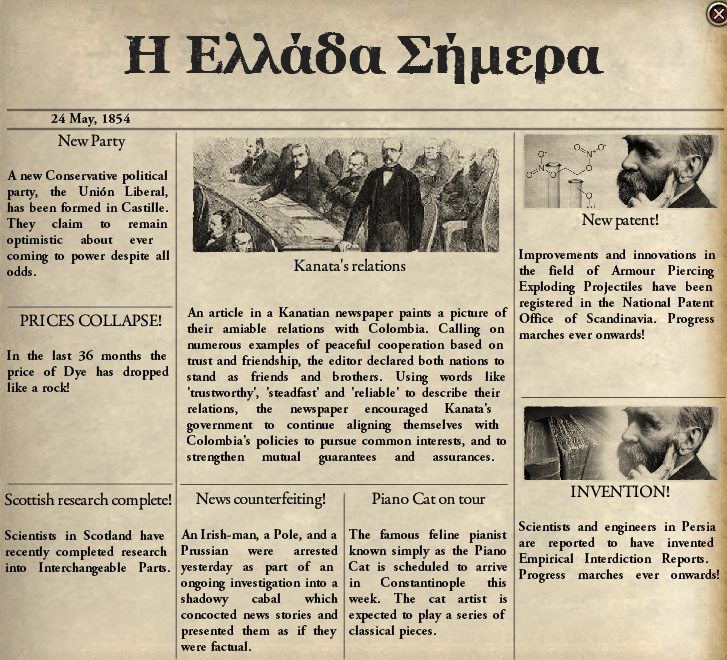 Η Ελλάδα Σήμερα
24 May, 1854
New Party
A new Conservative political
party, the Unión Liberal,
has been formed in Castille.
They claim to remain
optimistic about ever
coming to power despite all
odds.
PRICES COLLAPSE!
In the last 36 months the
price of Dye has dropped
like a rock!
Scottish research complete!
Scientists in Scotland have
recently completed research
into Interchangeable Parts.
Kanata's relations
An article in a Kanatian newspaper paints a picture of
their amiable relations with Colombia. Calling on
numerous examples of peaceful cooperation based on
trust and friendship, the editor declared both nations to
stand as friends and brothers. Using words like
'trustworthy', 'steadfast' and 'reliable' to describe their
relations, the newspaper encouraged Kanata's
government to continue aligning themselves with
Colombia's policies to pursue common interests, and to
strengthen mutual guarantees and assurances.
News counterfeiting!
An Irish-man, a Pole, and a
Prussian were arrested
yesterday as part of an
ongoing investigation into a
shadowy cabal which
concocted news stories and
presented them as if they
were factual.
Piano Cat on tour
The famous feline pianist
known simply as the Piano
Cat is scheduled to arrive
in Constantinople this
week. The cat artist is
expected to play a series of
classical pieces.
New patent!
Improvements and innovations in
the field of Armour Piercing
Exploding Projectiles have been
registered in the National Patent
Office of Scandinavia. Progress
marches ever onwards!
INVENTION!
Scientists and engineers in Persia
are reported to have invented
Empirical Interdiction Reports.
Progress marches ever onwards!